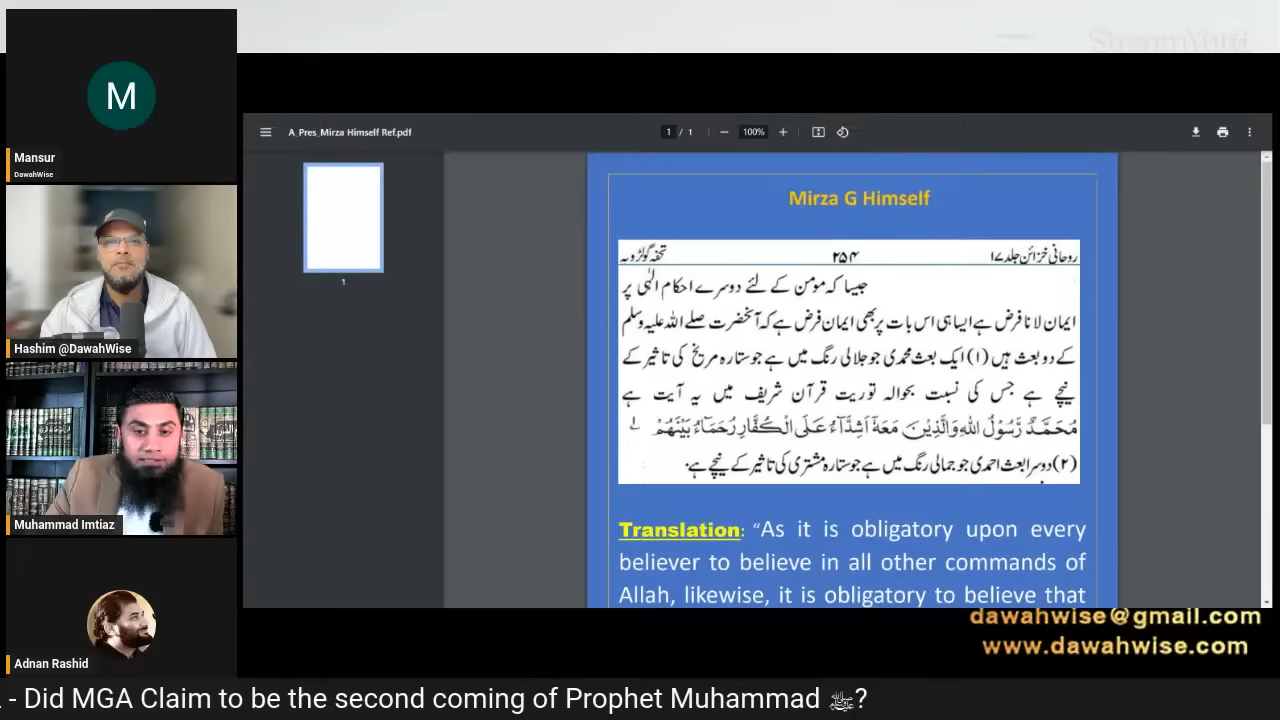 StreamYard
M
Mansur
DawahWise
Hashim @DawahWise
Muhammad Imtiaz
Adnan Rashid
A_Pres_Mirza Himself Ref.pdf
1 / 1
100%
1
Mirza G Himself
روحانی خزائن جلد ۱۷ ۲۵۴ تحفہ گولڑویہ
جیسا کہ مومن کے لئے دوسرے احکام الٰہی پر
ایمان لانا فرض ہے ایسا ہی اس بات پر بھی ایمان فرض ہے کہ آنحضرت صلے اللہ علیہ وسلم
کے دو بعث ہیں (۱) ایک بعث محمدی جو جلالی رنگ میں ہے جو ستارہ مریخ کی تاثیر کے
نیچے ہے جس کی نسبت بحوالہ توریت قرآن شریف میں یہ آیت ہے
مُحَمَّدٌ رَّسُوْلُ اللهِ وَالَّذِيْنَ مَعَهٗ اَشِدَّآءُ عَلَى الْكُفَّارِ رُحَمَآءُ بَيْنَهُمْ ۱
(۲) دوسرا بعث احمدی جو جمالی رنگ میں ہے جو ستارہ مشتری کی تاثیر کے نیچے ہے۔
Translation: “As it is obligatory upon every
believer to believe in all other commands of
Allah, likewise, it is obligatory to believe that
dawahwise@gmail.com
www.dawahwise.com
- Did MGA Claim to be the second coming of Prophet Muhammad ﷺ?